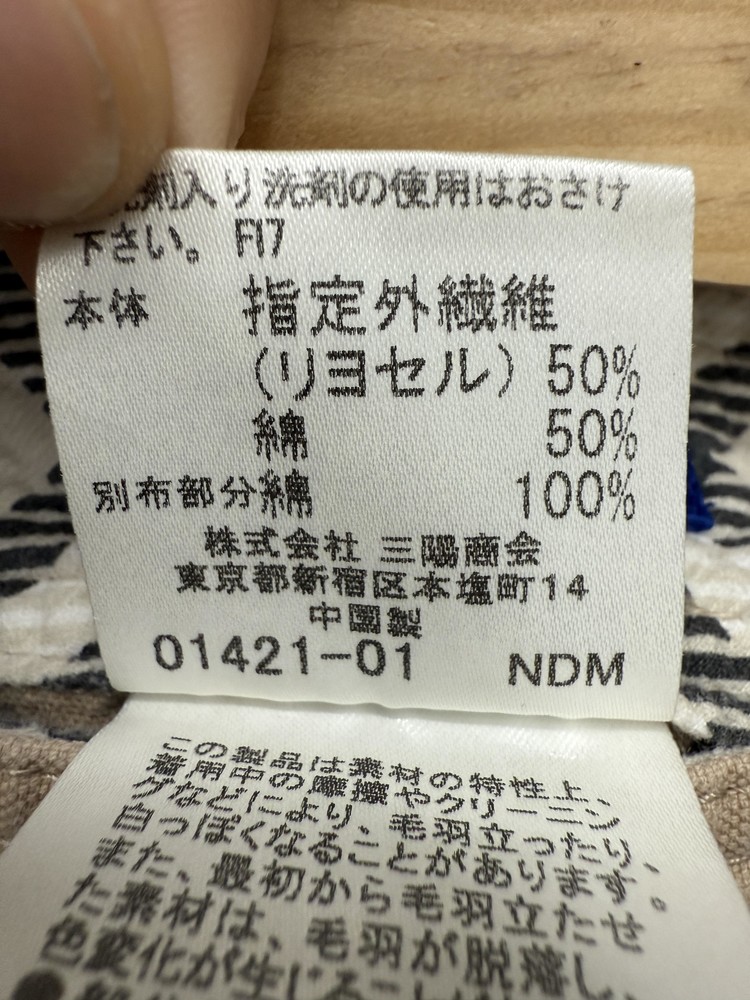 剤入り洗剤の使用はおさけ
下さい。FI7
本体 指定外繊維
(リヨセル) 50%
綿 50%
別布部分綿 100%
株式会社 三陽商会
東京都新宿区本塩町14
中国製
01421-01 NDM
この製品は素材の特性上、
着用中の摩擦やクリーニン
グなどにより、毛羽立ったり、
白っぽくなることがあります。
また、最初から毛羽立たせ
た素材は、毛羽が脱落し、
色変化が生じること